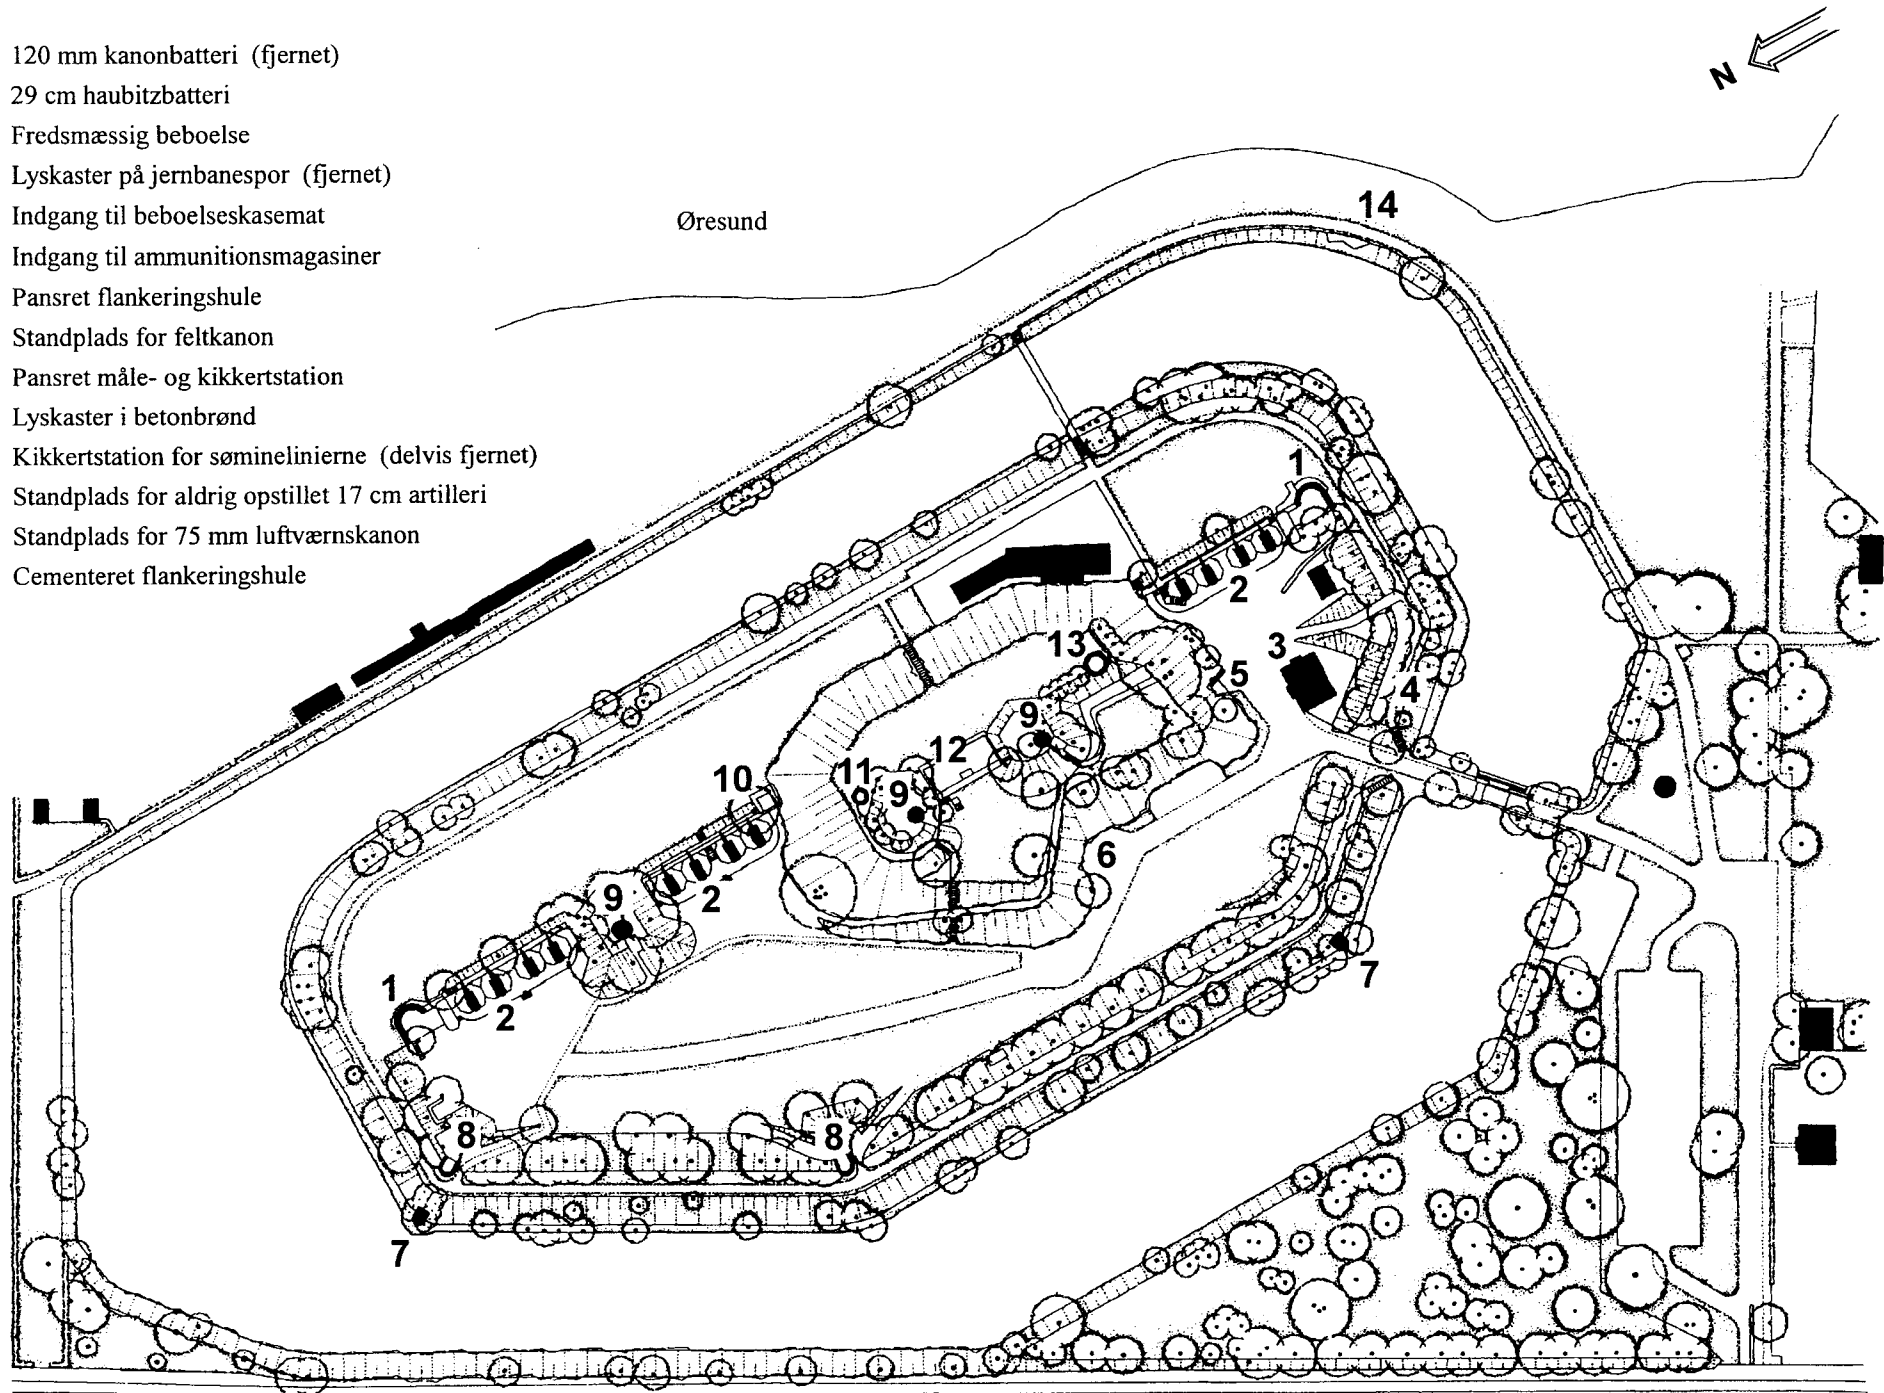 120 mm kanonbatteri (fjernet)
29 cm haubitzbatteri
Fredsmæssig beboelse
Lyskaster på jernbanespor (fjernet)
Indgang til beboelseskasemat
Indgang til ammunitionsmagasiner
Pansret flankeringshule
Standplads for feltkanon
Pansret måle- og kikkertstation
Lyskaster i betonbrønd
Kikkertstation for søminelinierne (delvis fjernet)
Standplads for aldrig opstillet 17 cm artilleri
Standplads for 75 mm luftværnskanon
Cementeret flankeringshule
N
Øresund
14
1
2
3
13
5
4
9
12
11
9
10
6
2
9
1
2
7
8
8
7